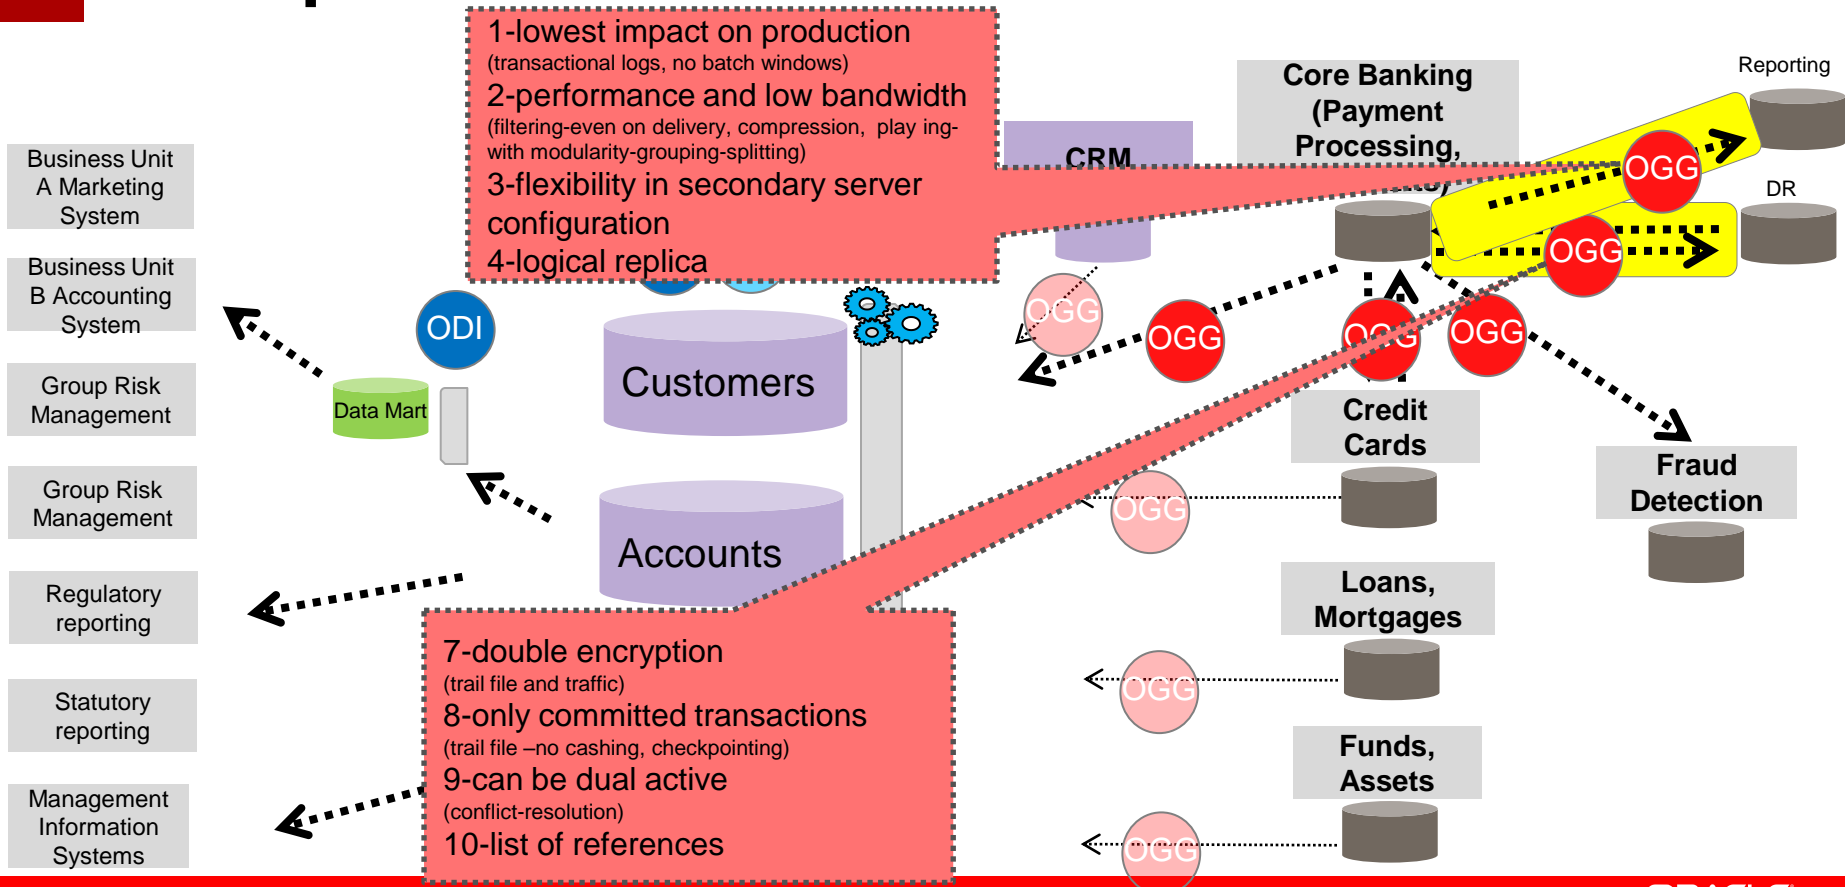 1-lowest impact on production
(transactional logs, no batch windows)
2-performance and low bandwidth
(filtering-even on delivery, compression,  play ing-
with modularity-grouping-splitting)
3-flexibility in secondary server
configuration
4-logical replica
CRM
Core Banking
(Payment
Processing,
Reporting
DR
OGG
OGG
Business Unit
A Marketing
System
Business Unit
B Accounting
System
Group Risk
Management
Group Risk
Management
Regulatory
reporting
Statutory
reporting
Management
Information
Systems
ODI
Data Mart
Customers
Accounts
OGG
OGG
OGG
OGG
Credit
Cards
OGG
Fraud
Detection
Loans,
Mortgages
OGG
Funds,
Assets
OGG
7-double encryption
(trail file and traffic)
8-only committed transactions
(trail file –no cashing, checkpointing)
9-can be dual active
(conflict-resolution)
10-list of references